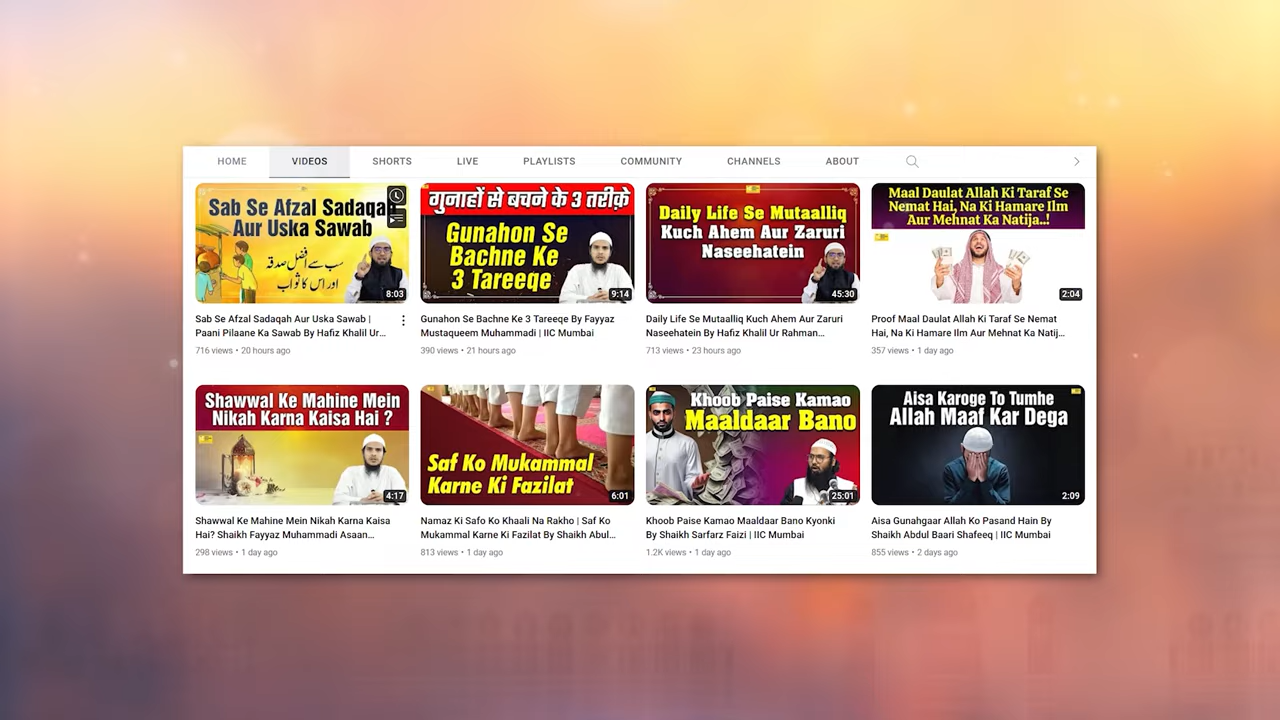 HOME VIDEOS SHORTS LIVE PLAYLISTS COMMUNITY CHANNELS ABOUT
Sab Se Afzal Sadaqah
Aur Uska Sawab
سب سے افضل صدقہ
اور اس کا ثواب
8:03
गुनाहों से बचने के 3 तरीक़े
Gunahon Se
Bachne Ke
3 Tareeqe
9:14
Daily Life Se Mutaalliq
Kuch Ahem Aur Zaruri
Naseehatein
45:30
Maal Daulat Allah Ki Taraf Se
Nemat Hai, Na Ki Hamare Ilm
Aur Mehnat Ka Natija..!
2:04
Sab Se Afzal Sadaqah Aur Uska Sawab |
Paani Pilaane Ka Sawab By Hafiz Khalil Ur...
716 views • 20 hours ago
Gunahon Se Bachne Ke 3 Tareeqe By Fayyaz
Mustaqueem Muhammadi | IIC Mumbai
390 views • 21 hours ago
Daily Life Se Mutaalliq Kuch Ahem Aur Zaruri
Naseehatein By Hafiz Khalil Ur Rahman...
713 views • 23 hours ago
Proof Maal Daulat Allah Ki Taraf Se Nemat
Hai, Na Ki Hamare Ilm Aur Mehnat Ka Natij...
357 views • 1 day ago
Shawwal Ke Mahine Mein
Nikah Karna Kaisa Hai ?
4:17
Saf Ko Mukammal
Karne Ki Fazilat
6:01
Khoob Paise Kamao
Maaldaar Bano
25:01
Aisa Karoge To Tumhe
Allah Maaf Kar Dega
2:09
Shawwal Ke Mahine Mein Nikah Karna Kaisa
Hai? Shaikh Fayyaz Muhammadi Asaan...
298 views • 1 day ago
Namaz Ki Safo Ko Khaali Na Rakho | Saf Ko
Mukammal Karne Ki Fazilat By Shaikh Abul...
813 views • 1 day ago
Khoob Paise Kamao Maaldaar Bano Kyonki
By Shaikh Sarfarz Faizi | IIC Mumbai
1.2K views • 1 day ago
Aisa Gunahgaar Allah Ko Pasand Hain By
Shaikh Abdul Baari Shafeeq | IIC Mumbai
855 views • 2 days ago